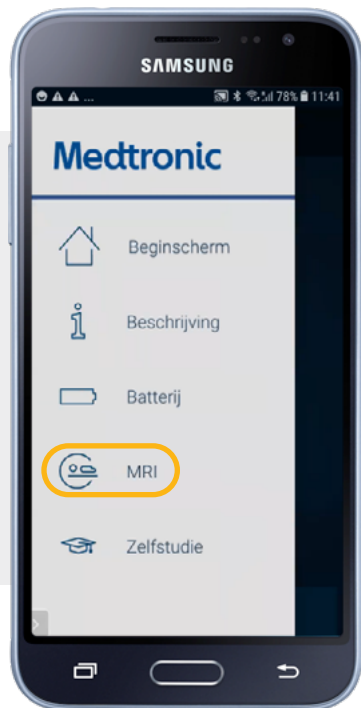 SAMSUNG
... 78% 11:41
Medtronic
Beginscherm
Beschrijving
Batterij
MRI
Zelfstudie